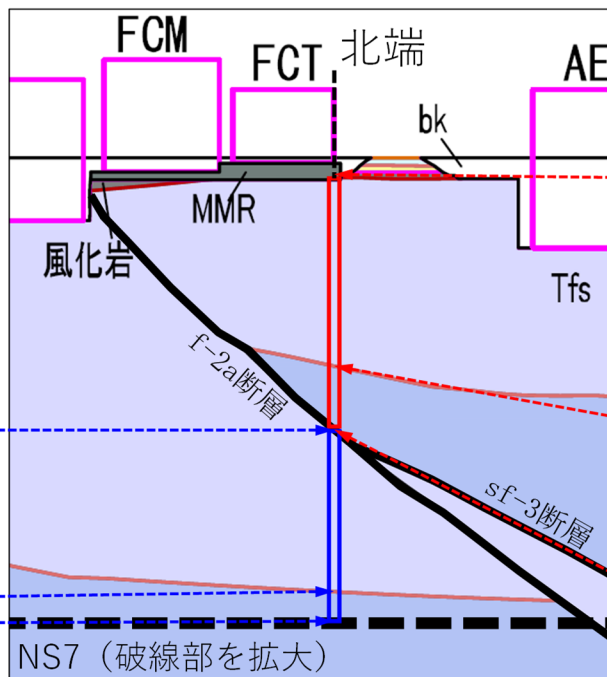 FCM
FCT
北端
AE
bk
MMR
風化岩
Tfs
f-2a断層
sf-3断層
NS7（破線部を拡大）